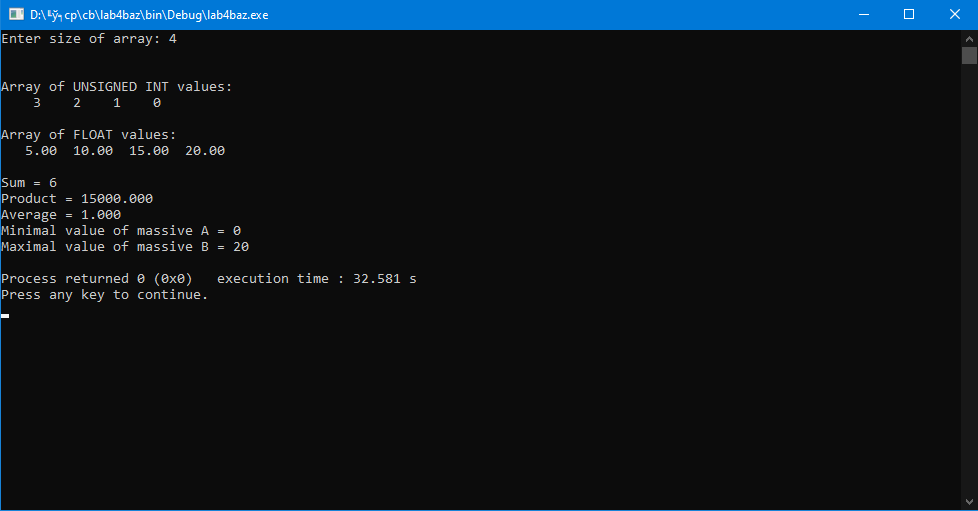 D:\╙ў╕cp\cb\lab4baz\bin\Debug\lab4baz.exe
Enter size of array: 4
Array of UNSIGNED INT values:
3 2 1 0
Array of FLOAT values:
5.00 10.00 15.00 20.00
Sum = 6
Product = 15000.000
Average = 1.000
Minimal value of massive A = 0
Maximal value of massive B = 20
Process returned 0 (0x0) execution time : 32.581 s
Press any key to continue.